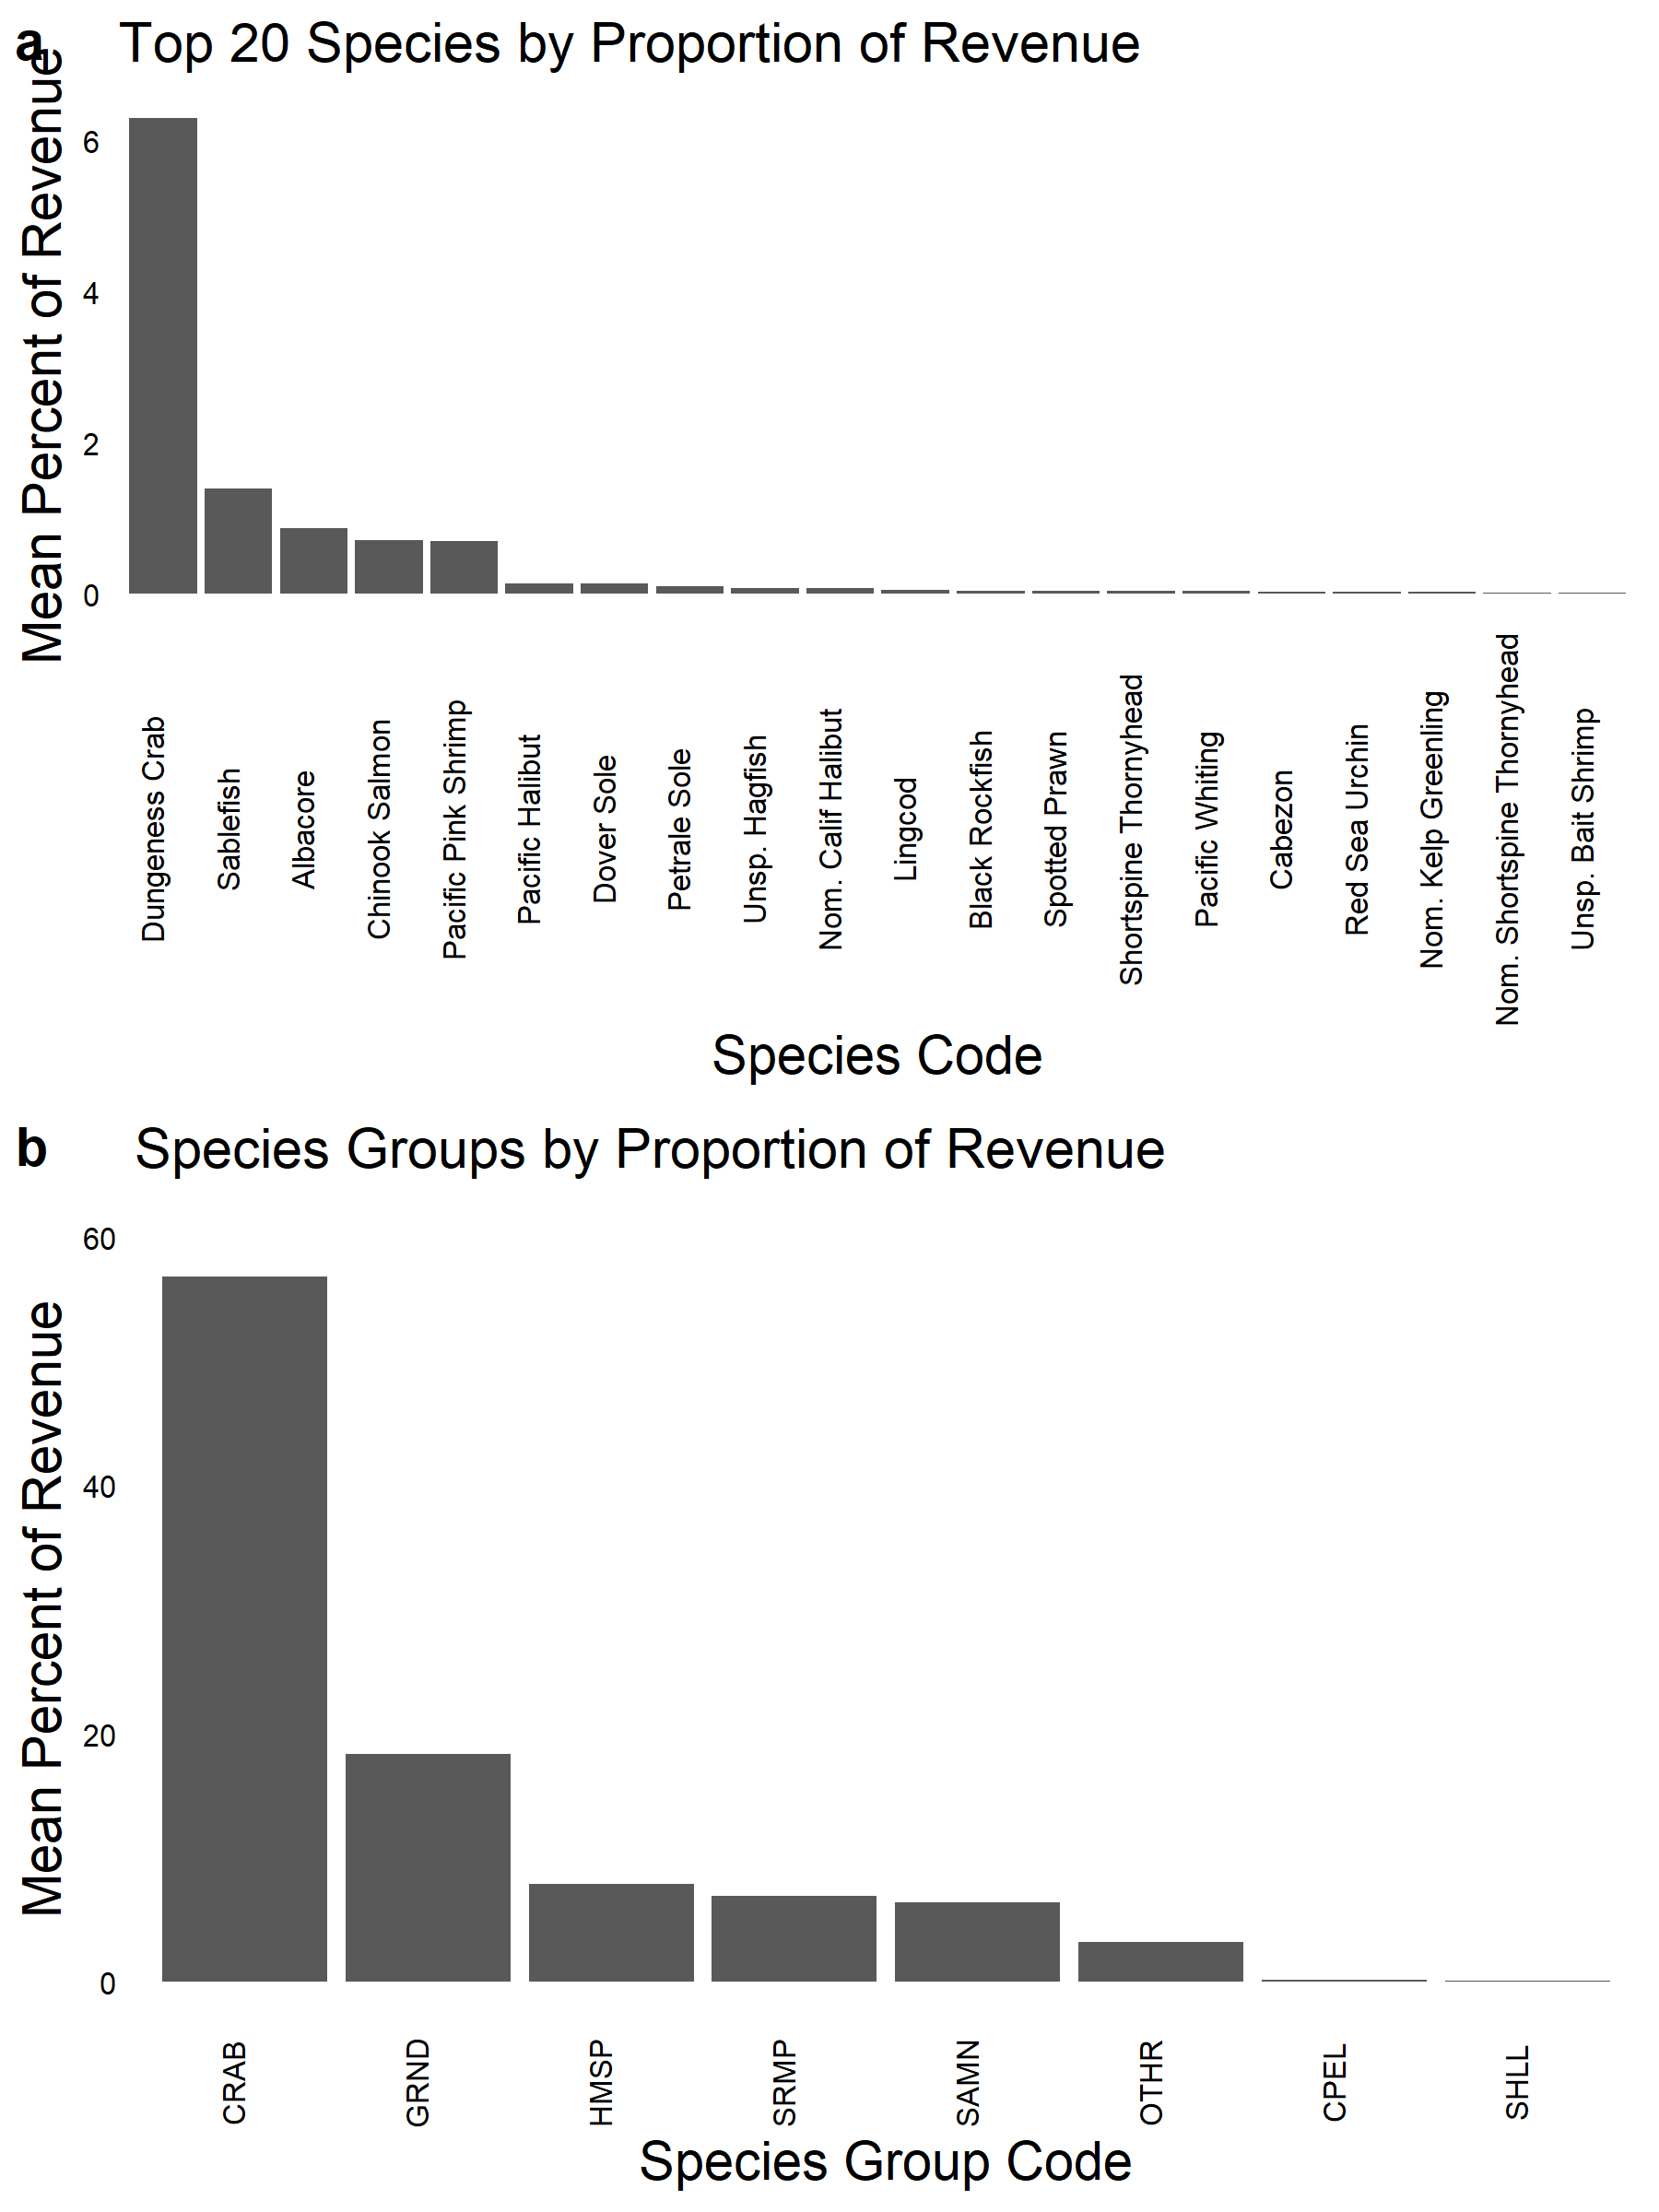 a
Top 20 Species by Proportion of Revenue
Mean Percent of Revenue
6
4
2
0
Dungeness Crab
Sablefish
Albacore
Chinook Salmon
Pacific Pink Shrimp
Pacific Halibut
Dover Sole
Petrale Sole
Unsp. Hagfish
Nom. Calif Halibut
Lingcod
Black Rockfish
Spotted Prawn
Shortspine Thornyhead
Pacific Whiting
Cabezon
Red Sea Urchin
Nom. Kelp Greenling
Nom. Shortspine Thornyhead
Unsp. Bait Shrimp
Species Code
b
Species Groups by Proportion of Revenue
Mean Percent of Revenue
60
40
20
0
CRAB
GRND
HMSP
SRMP
SAMN
OTHR
CPEL
SHLL
Species Group Code